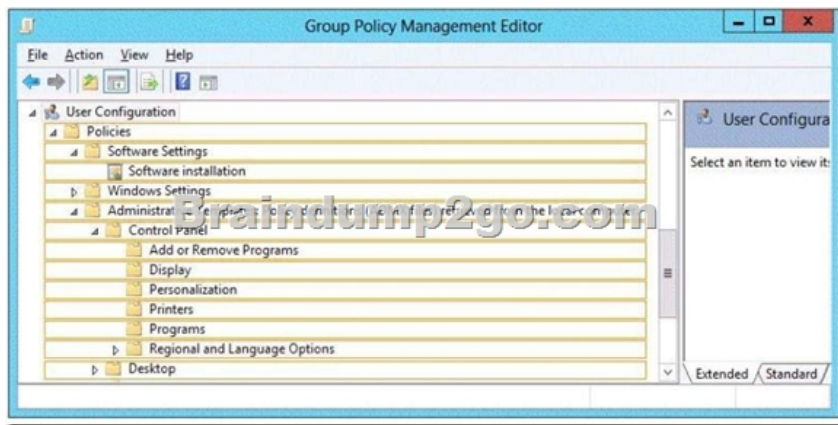 Group Policy Management Editor
File Action View Help
User Configuration
Policies
Software Settings
Software installation
Windows Settings
Control Panel
Add or Remove Programs
Display
Personalization
Printers
Programs
Regional and Language Options
Desktop
User Configura
Select an item to view it
Extended Standard
Braindump2go.com